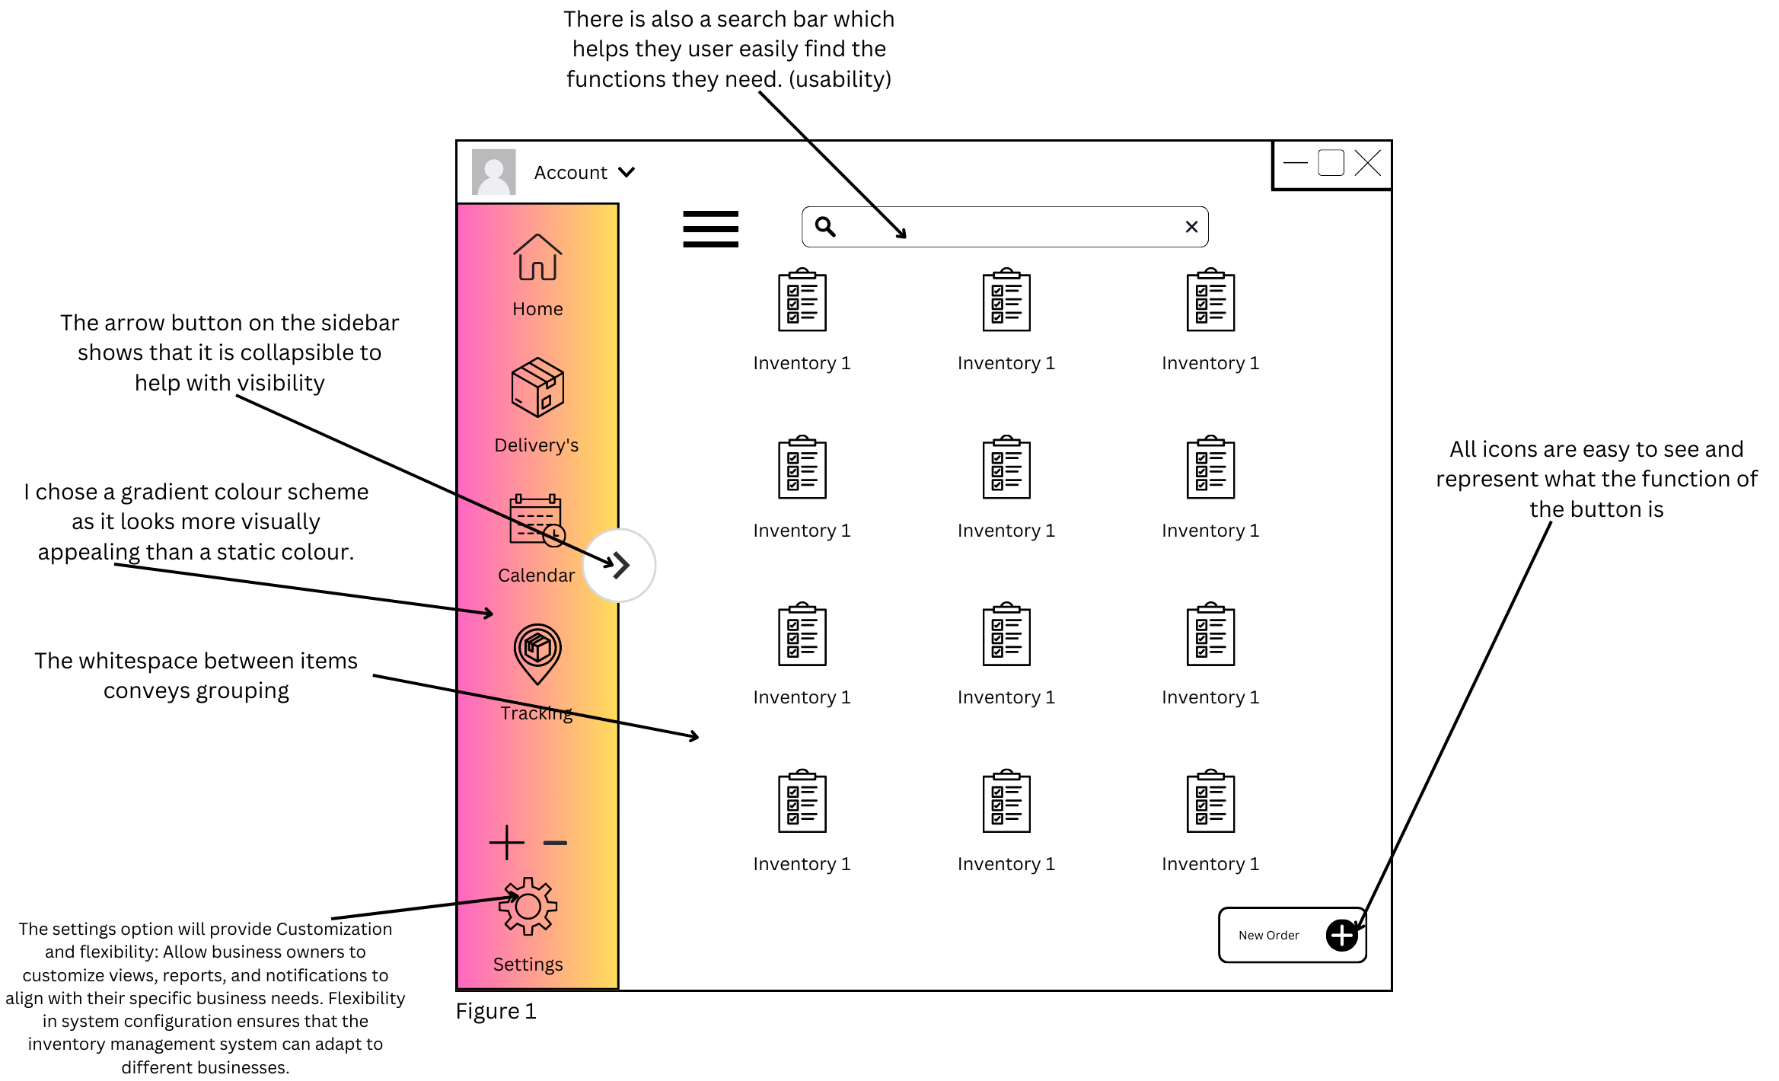 There is also a search bar which
helps they user easily find the
functions they need. (usability)
Account
Home
Delivery's
Calendar
Tracking
Settings
Inventory 1
Inventory 1
Inventory 1
Inventory 1
Inventory 1
Inventory 1
Inventory 1
Inventory 1
Inventory 1
Inventory 1
Inventory 1
Inventory 1
New Order
The arrow button on the sidebar
shows that it is collapsible to
help with visibility
I chose a gradient colour scheme
as it looks more visually
appealing than a static colour.
The whitespace between items
conveys grouping
The settings option will provide Customization
and flexibility: Allow business owners to
customize views, reports, and notifications to
align with their specific business needs. Flexibility
in system configuration ensures that the
inventory management system can adapt to
different businesses.
All icons are easy to see and
represent what the function of
the button is
Figure 1